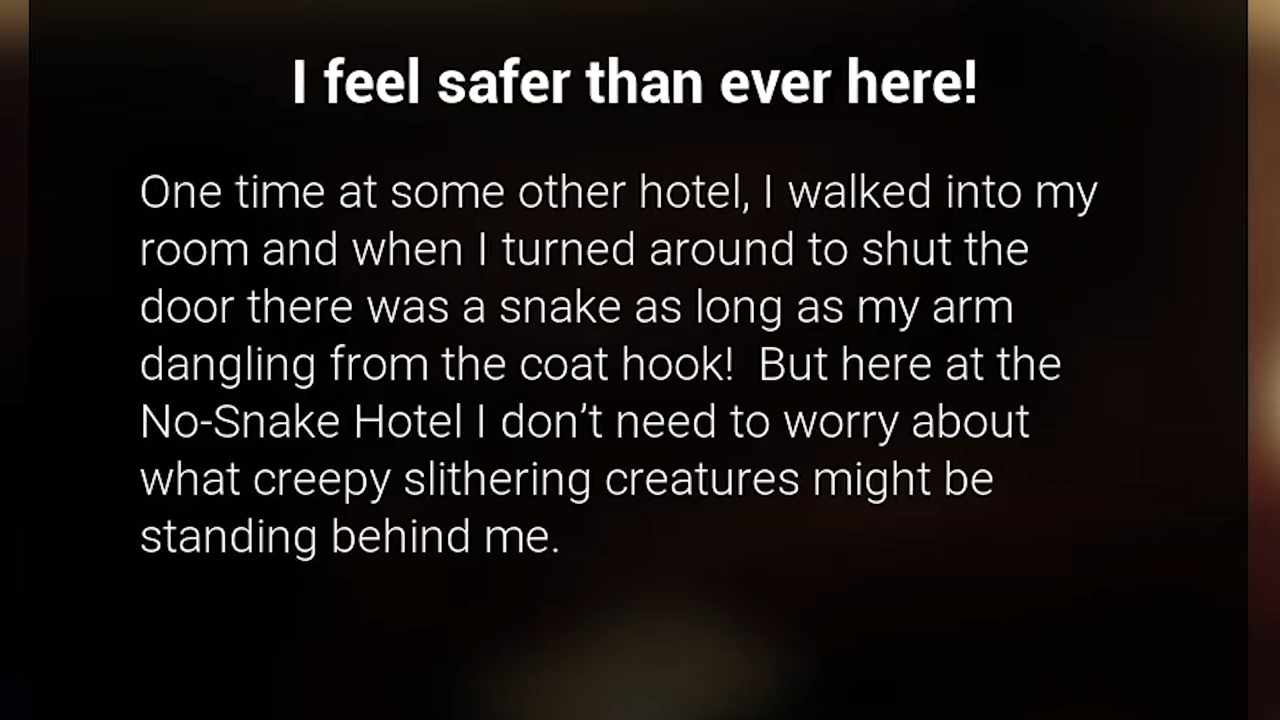 I feel safer than ever here!
One time at some other hotel, I walked into my
room and when I turned around to shut the
door there was a snake as long as my arm
dangling from the coat hook!  But here at the
No-Snake Hotel I don’t need to worry about
what creepy slithering creatures might be
standing behind me.